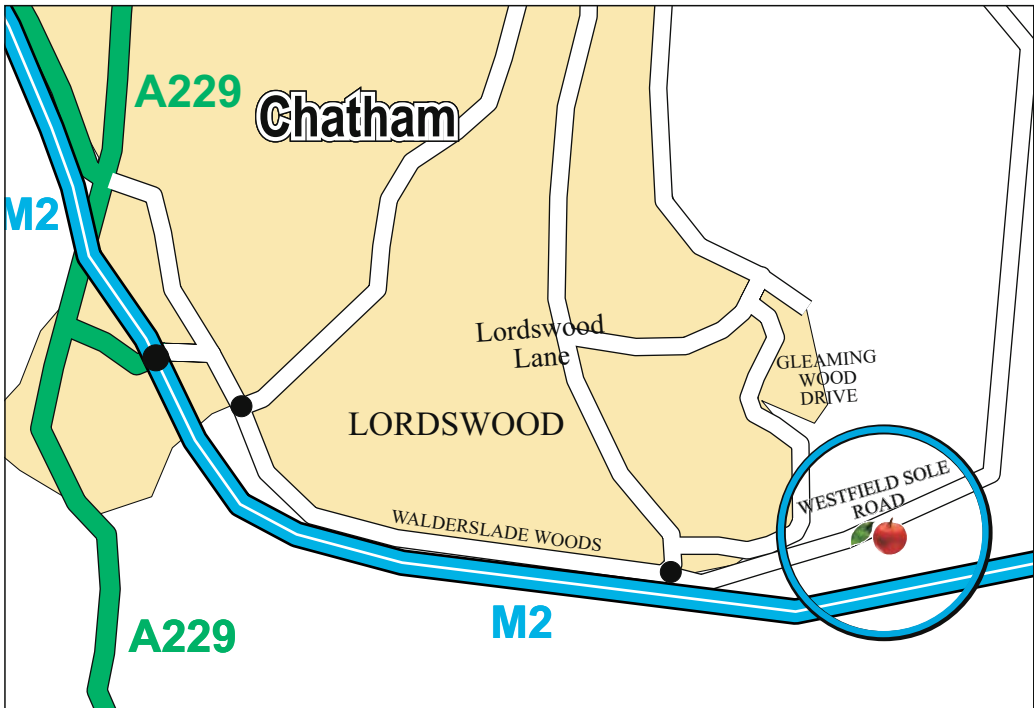 A229
Chatham
M2
Lordswood
Lane
GLEAMING
WOOD
DRIVE
LORDSWOOD
WESTFIELD SOLE
ROAD
WALDERSLADE WOODS
M2
A229